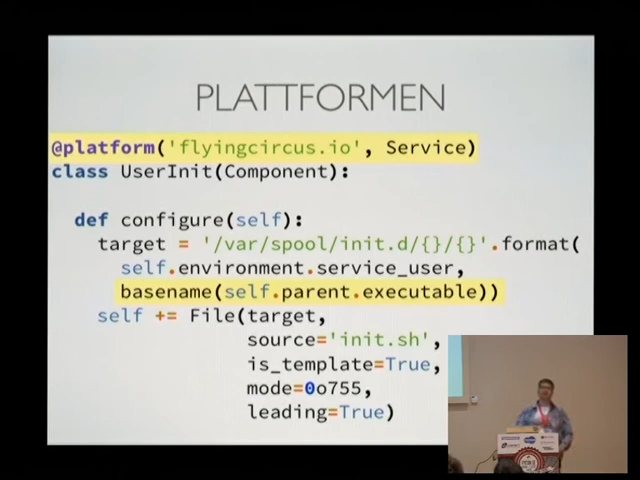 PLATTFORMEN
@platform('flyingcircus.io', Service)
class UserInit(Component):
def configure(self):
target = '/var/spool/init.d/{}/{}'.format(
self.environment.service_user,
basename(self.parent.executable))
self += File(target,
source='init.sh',
is_template=True,
mode=0o755,
leading=True)